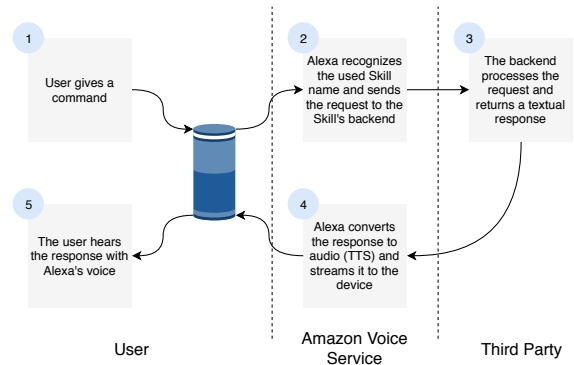 1
User gives a
command
2
Alexa recognizes
the used Skill
name and sends
the request to the
Skill's backend
3
The backend
processes the
request and
returns a textual
response
5
The user hears
the response with
Alexa's voice
4
Alexa converts
the response to
audio (TTS) and
streams it to the
device
User
Amazon Voice
Service
Third Party